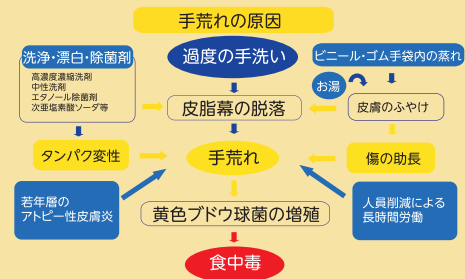 手荒れの原因
洗浄・漂白・除菌剤
高濃度濃縮洗剤
中性洗剤
エタノール除菌剤
次亜塩素酸ソーダ等
過度の手洗い
ビニール・ゴム手袋内の蒸れ
お湯
皮脂幕の脱落
皮膚のふやけ
タンパク変性
手荒れ
傷の助長
若年層の
アトピー性皮膚炎
黄色ブドウ球菌の増殖
人員削減による
長時間労働
食中毒